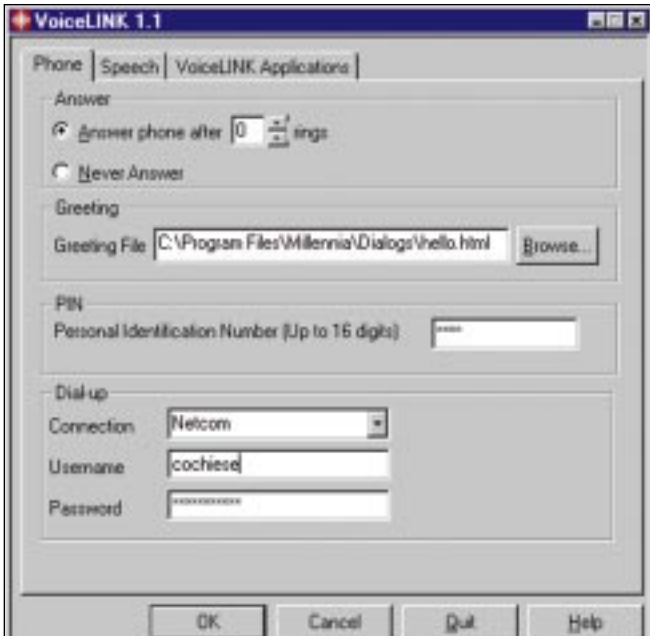 VoiceLINK 1.1
Phone Speech VoiceLINK Applications
Answer
Answer phone after 0 rings
Never Answer
Greeting
Greeting File C:\Program Files\Millennia\Dialogs\hello.html Browse...
PIN
Personal Identification Number (Up to 16 digits) ****
Dial-up
Connection Netcom
Username cochiese
Password ***********
OK Cancel Quit Help